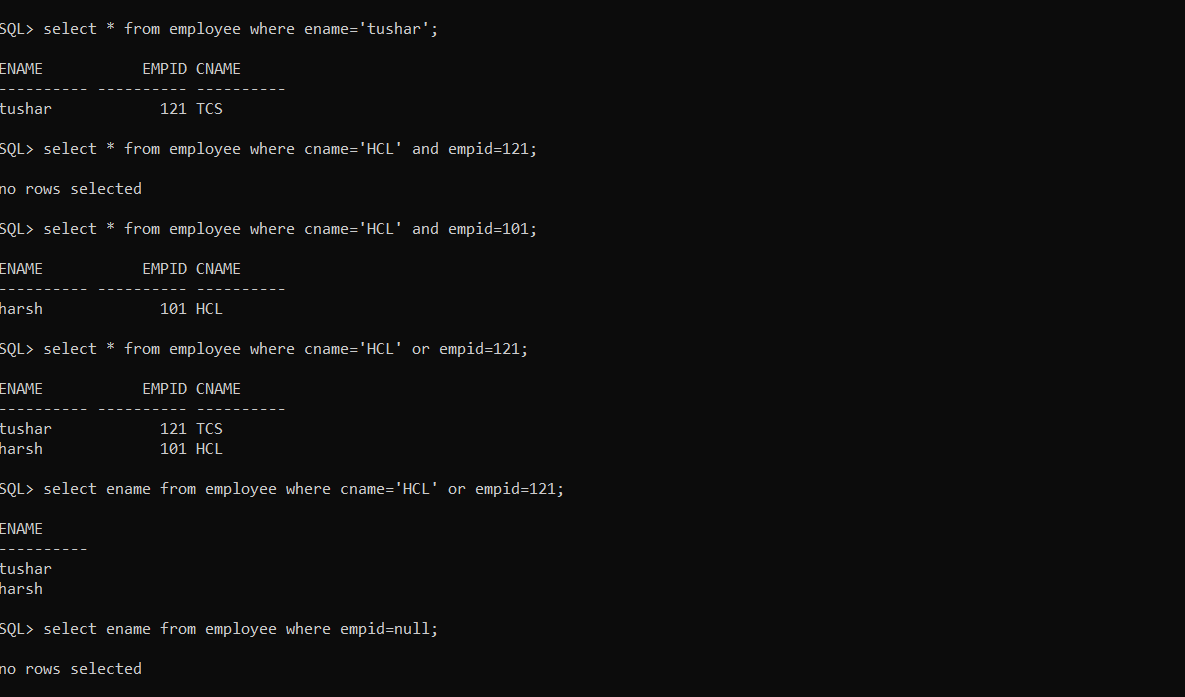 SQL> select * from employee where ename='tushar';
ENAME           EMPID CNAME
---------- ---------- ----------
tushar            121 TCS
SQL> select * from employee where cname='HCL' and empid=121;
no rows selected
SQL> select * from employee where cname='HCL' and empid=101;
ENAME           EMPID CNAME
---------- ---------- ----------
harsh             101 HCL
SQL> select * from employee where cname='HCL' or empid=121;
ENAME           EMPID CNAME
---------- ---------- ----------
tushar            121 TCS
harsh             101 HCL
SQL> select ename from employee where cname='HCL' or empid=121;
ENAME
----------
tushar
harsh
SQL> select ename from employee where empid=null;
no rows selected